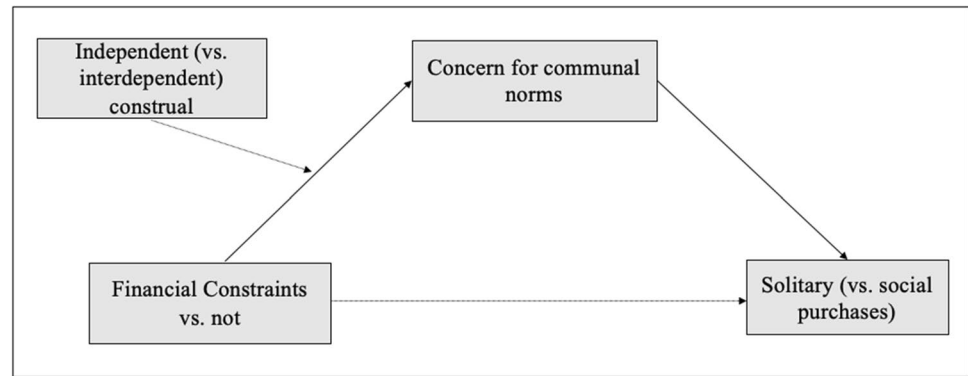 Independent (vs.
interdependent)
construal
Concern for communal
norms
Financial Constraints
vs. not
Solitary (vs. social
purchases)